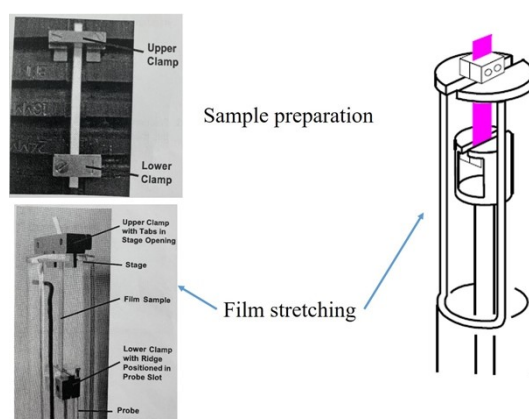 Upper
Clamp
Lower
Clamp
Sample preparation
Upper Clamp
with Tabs in
Stage Opening
Stage
Film Sample
Film stretching
Lower Clamp
with Ridge
Positioned in
Probe Slot
Probe